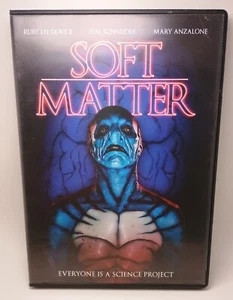 MARY ANZALONE
SOFT
MATTER
EVERYONE IS A SCIENCE PROJECT